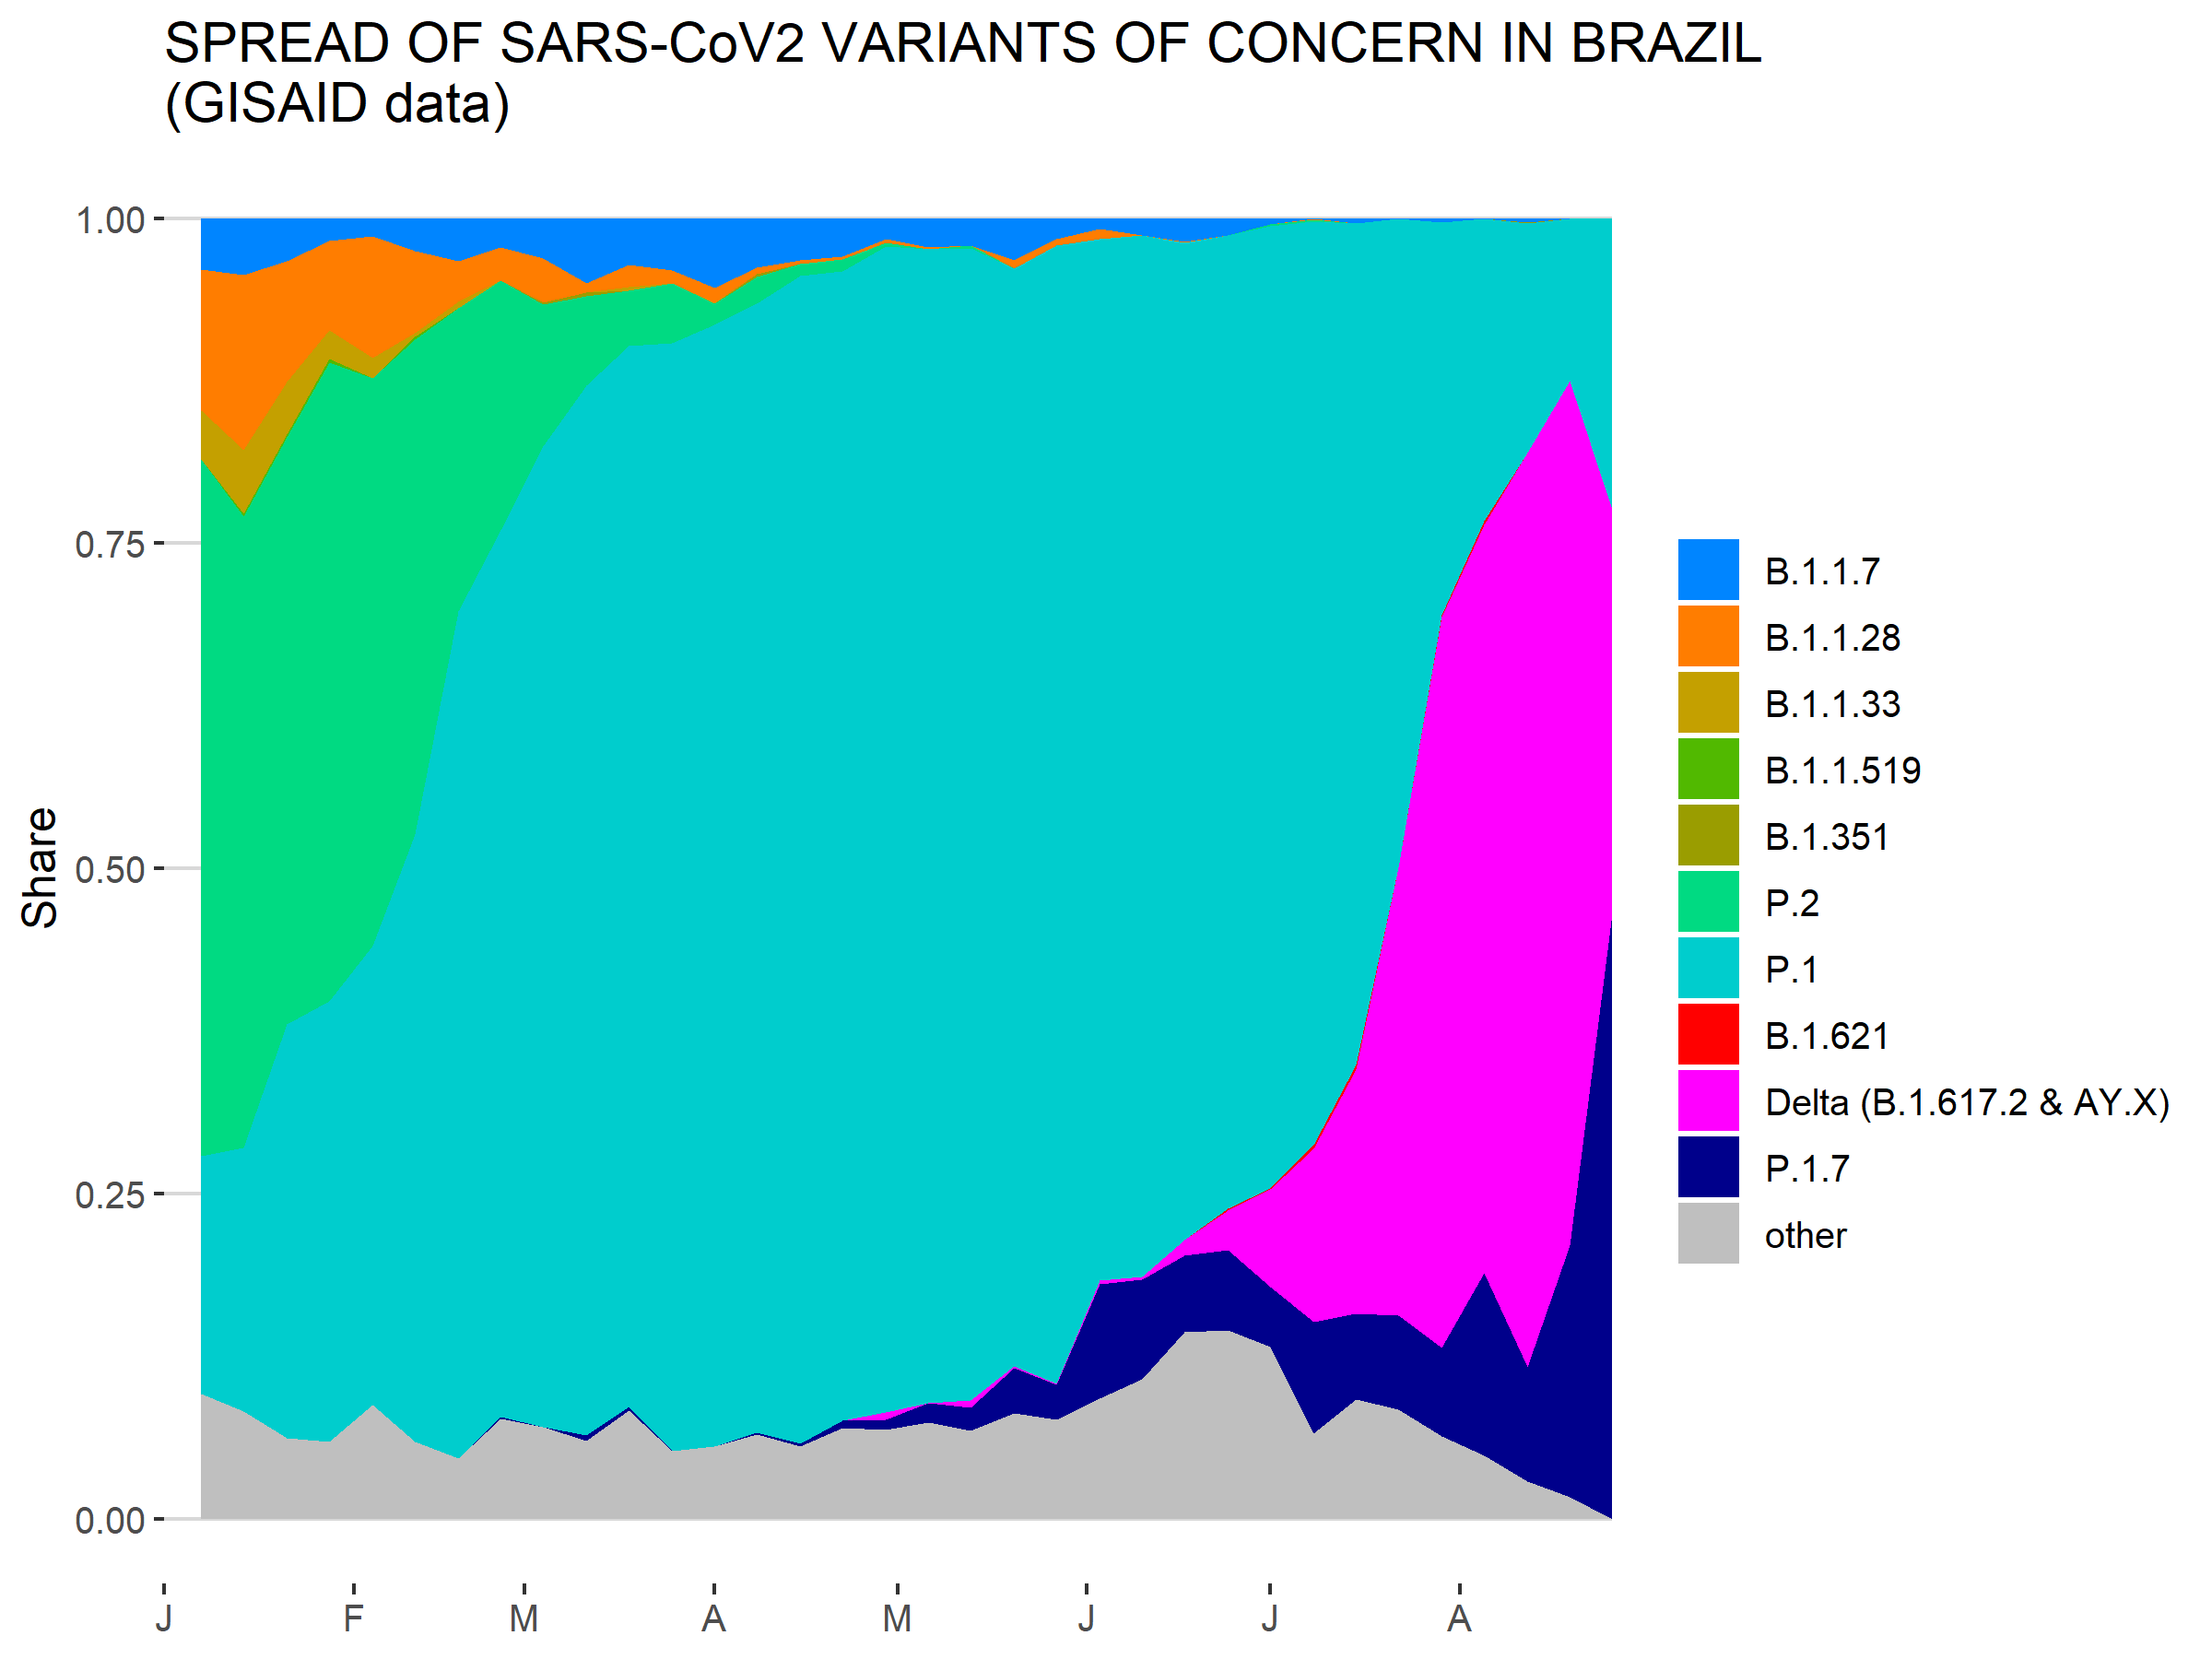 SPREAD OF SARS-CoV2 VARIANTS OF CONCERN IN BRAZIL
(GISAID data)
Share
1.00
0.75
0.50
0.25
0.00
J F M A M J J A
B.1.1.7
B.1.1.28
B.1.1.33
B.1.1.519
B.1.351
P.2
P.1
B.1.621
Delta (B.1.617.2 & AY.X)
P.1.7
other